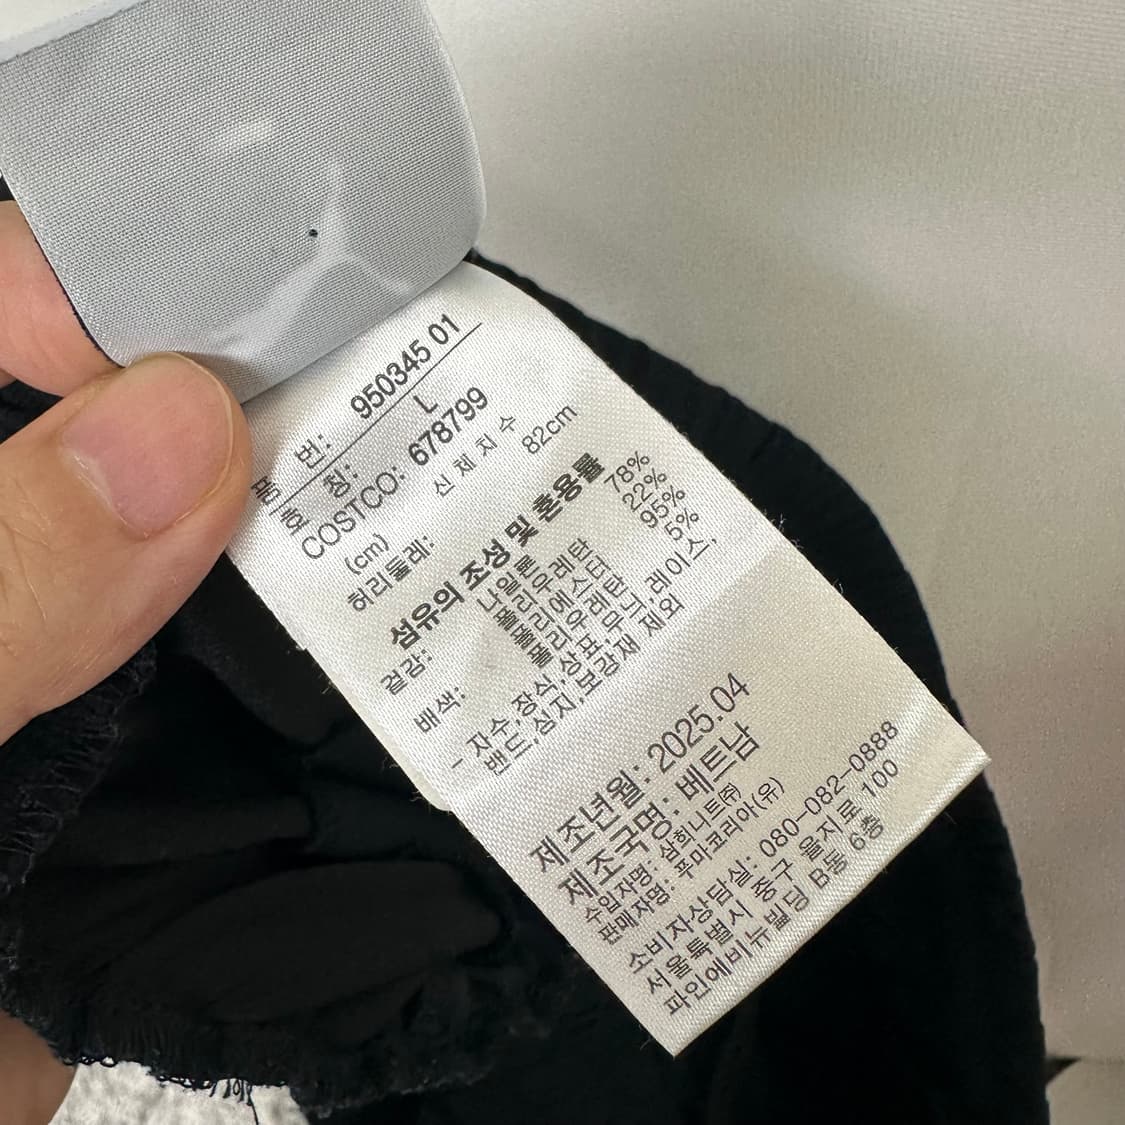 품 번: 950345 01
호 칭: L
COSTCO: 678799
(cm) 신 체 치 수
허리둘레: 82cm
섬유의 조성 및 혼용률
겉감: 나일론 78%
폴리우레탄 22%
배색: 폴리에스터 95%
폴리우레탄 5%
- 자수,장식,상표,무늬, 레이스,
밴드,심지,보강재 제외
제조년월: 2025.04
제조국명: 베트남
수입자명: 삼희니트(주)
판매자명: 푸마코리아(유)
소비자상담실: 080-082-0888
서울특별시 중구 을지로 100
파인에비뉴빌딩 B동 6층